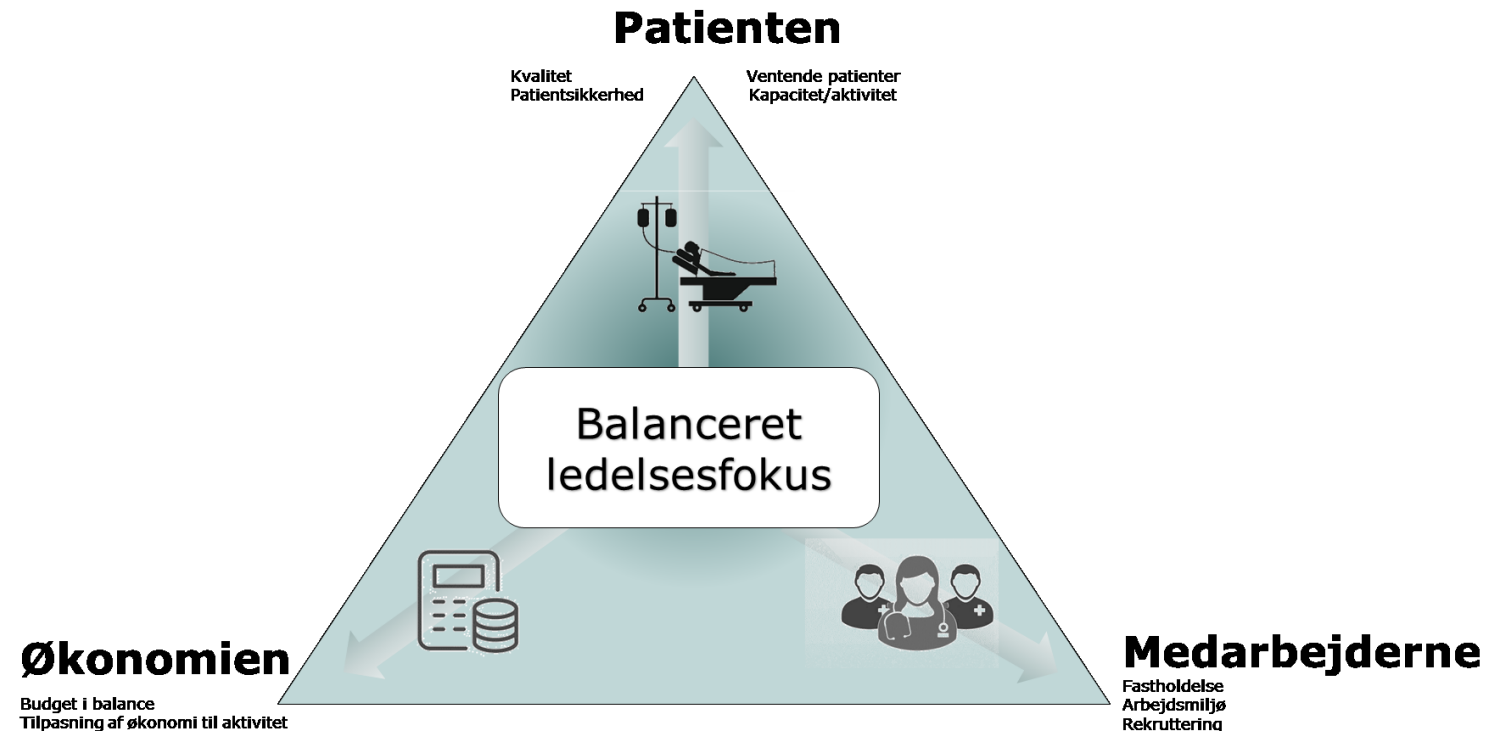 Patienten
Kvalitet
Patientsikkerhed
Ventende patienter
Kapacitet/aktivitet
Balanceret
ledelsesfokus
Økonomien
Budget i balance
Tilpasning af økonomi til aktivitet
Medarbejderne
Fastholdelse
Arbejdsmiljø
Rekruttering